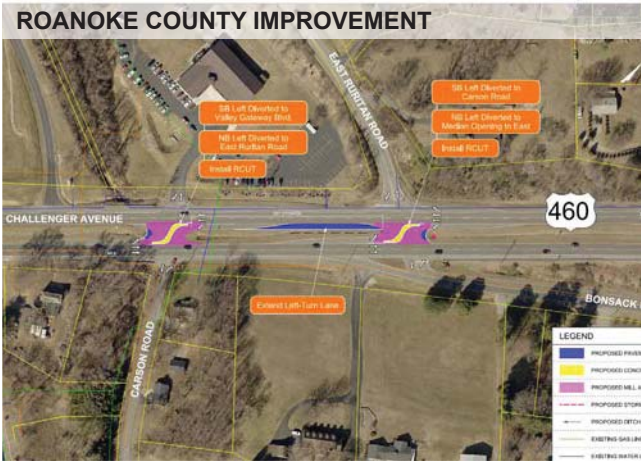 ROANOKE COUNTY IMPROVEMENT
EAST RURITAN ROAD
SB Left Diverted to
Valley Gateway Blvd.
NB Left Diverted to
East Ruritan Road
Install RCUT
SB Left Diverted to
Carson Road
NB Left Diverted to
Median Opening to East
Install RCUT
CHALLENGER AVENUE
460
Extend Left-Turn Lane
BONSACK
CARSON ROAD
LEGEND
PROPOSED PAVEM
PROPOSED CONC
PROPOSED MILL
PROPOSED STOR
PROPOSED DITCH
EXISTING GAS LIN
EXISTING WATER